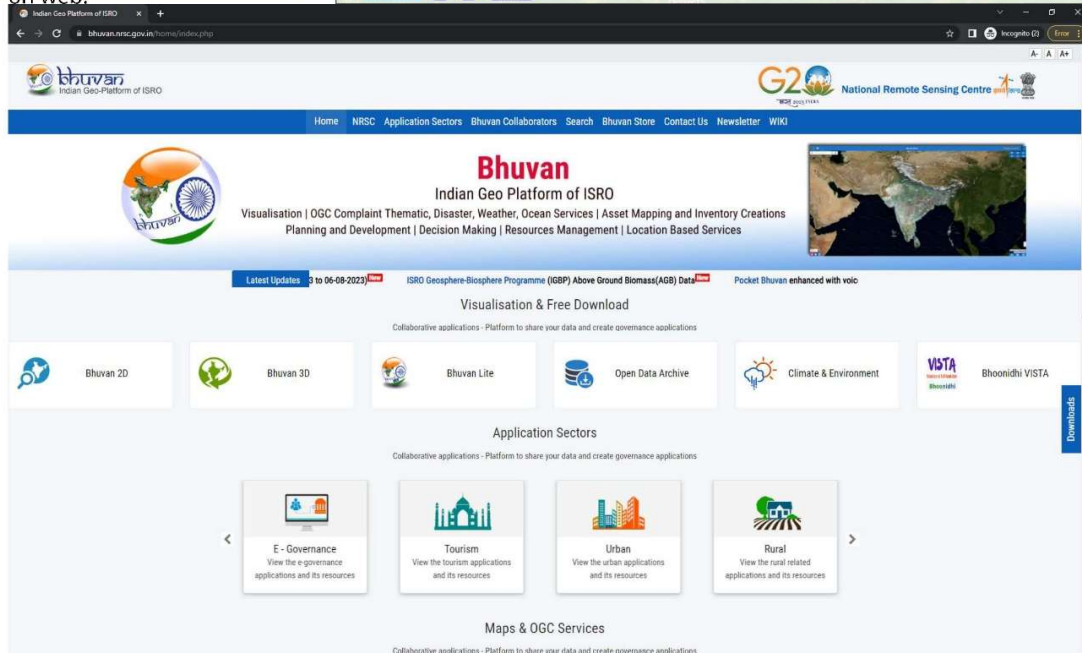 on web.
Indian Geo Platform of ISRO
bhuvan.nrsc.gov.in/home/index.php
Incognito (2)
Error
A- A A+
bhuvan
Indian Geo-Platform of ISRO
G2
National Remote Sensing Centre
Home NRSC Application Sectors Bhuvan Collaborators Search Bhuvan Store Contact Us Newsletter WIKI
bhuvan
Bhuvan
Indian Geo Platform of ISRO
Visualisation | OGC Complaint Thematic, Disaster, Weather, Ocean Services | Asset Mapping and Inventory Creations
Planning and Development | Decision Making | Resources Management | Location Based Services
Latest Updates 3 to 06-08-2023) New ISRO Geosphere-Biosphere Programme (IGBP) Above Ground Biomass(AGB) Data New Pocket Bhuvan enhanced with voic
Visualisation & Free Download
Collaborative applications - Platform to share your data and create governance applications
Bhuvan 2D
Bhuvan 3D
Bhuvan Lite
Open Data Archive
Climate & Environment
VISTA
Bhoonidhi
Bhoonidhi VISTA
Downloads
Application Sectors
Collaborative applications - Platform to share your data and create governance applications
E - Governance
View the e-governance
applications and its resources
Tourism
View the tourism applications
and its resources
Urban
View the urban applications
and its resources
Rural
View the rural related
applications and its resources
Maps & OGC Services
Collaborative applications - Platform to share your data and create governance applications